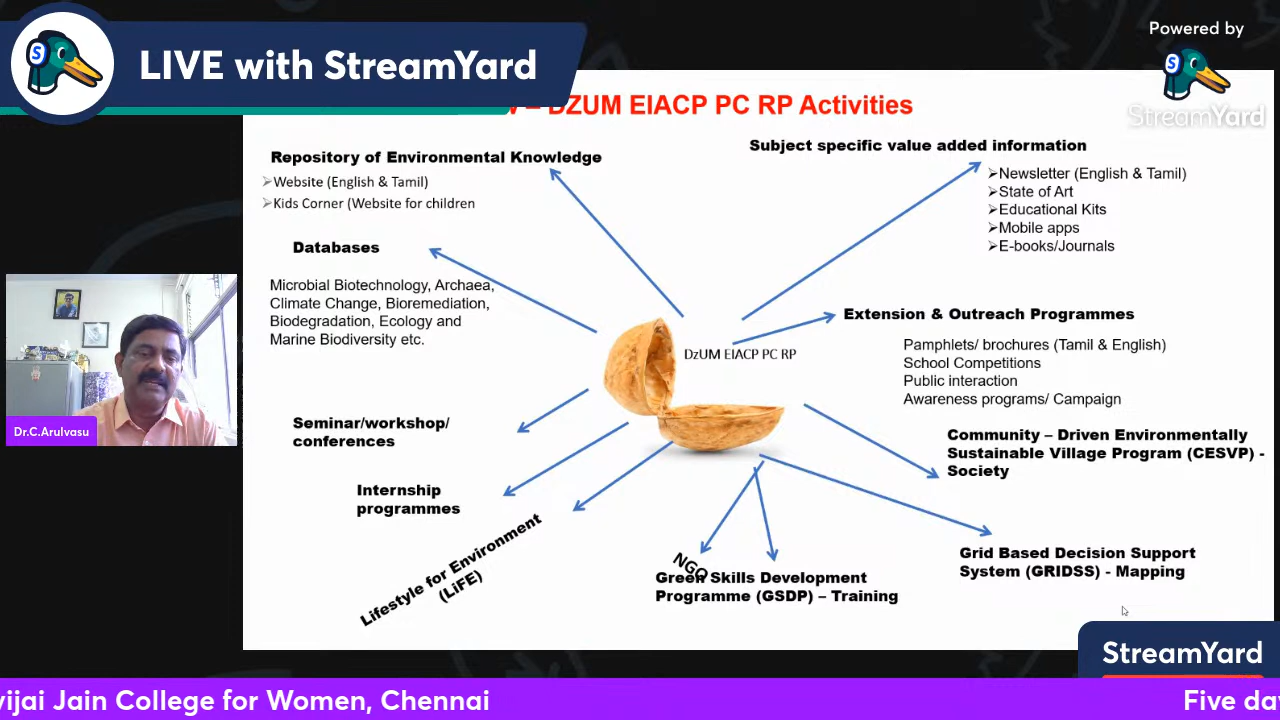 LIVE with StreamYard
Powered by
StreamYard
– DZUM EIACP PC RP Activities
Repository of Environmental Knowledge
➢Website (English & Tamil)
➢Kids Corner (Website for children
Subject specific value added information
➢Newsletter (English & Tamil)
➢State of Art
➢Educational Kits
➢Mobile apps
➢E-books/Journals
Databases
Microbial Biotechnology, Archaea,
Climate Change, Bioremediation,
Biodegradation, Ecology and
Marine Biodiversity etc.
Extension & Outreach Programmes
Pamphlets/ brochures (Tamil & English)
School Competitions
Public interaction
Awareness programs/ Campaign
DzUM EIACP PC RP
Dr.C.Arulvasu
Seminar/workshop/
conferences
Community – Driven Environmentally
Sustainable Village Program (CESVP) -
Society
Internship
programmes
Lifestyle for Environment
(LiFE)
NGO
Green Skills Development
Programme (GSDP) – Training
Grid Based Decision Support
System (GRIDSS) - Mapping
StreamYard
vijai Jain College for Women, Chennai
Five da